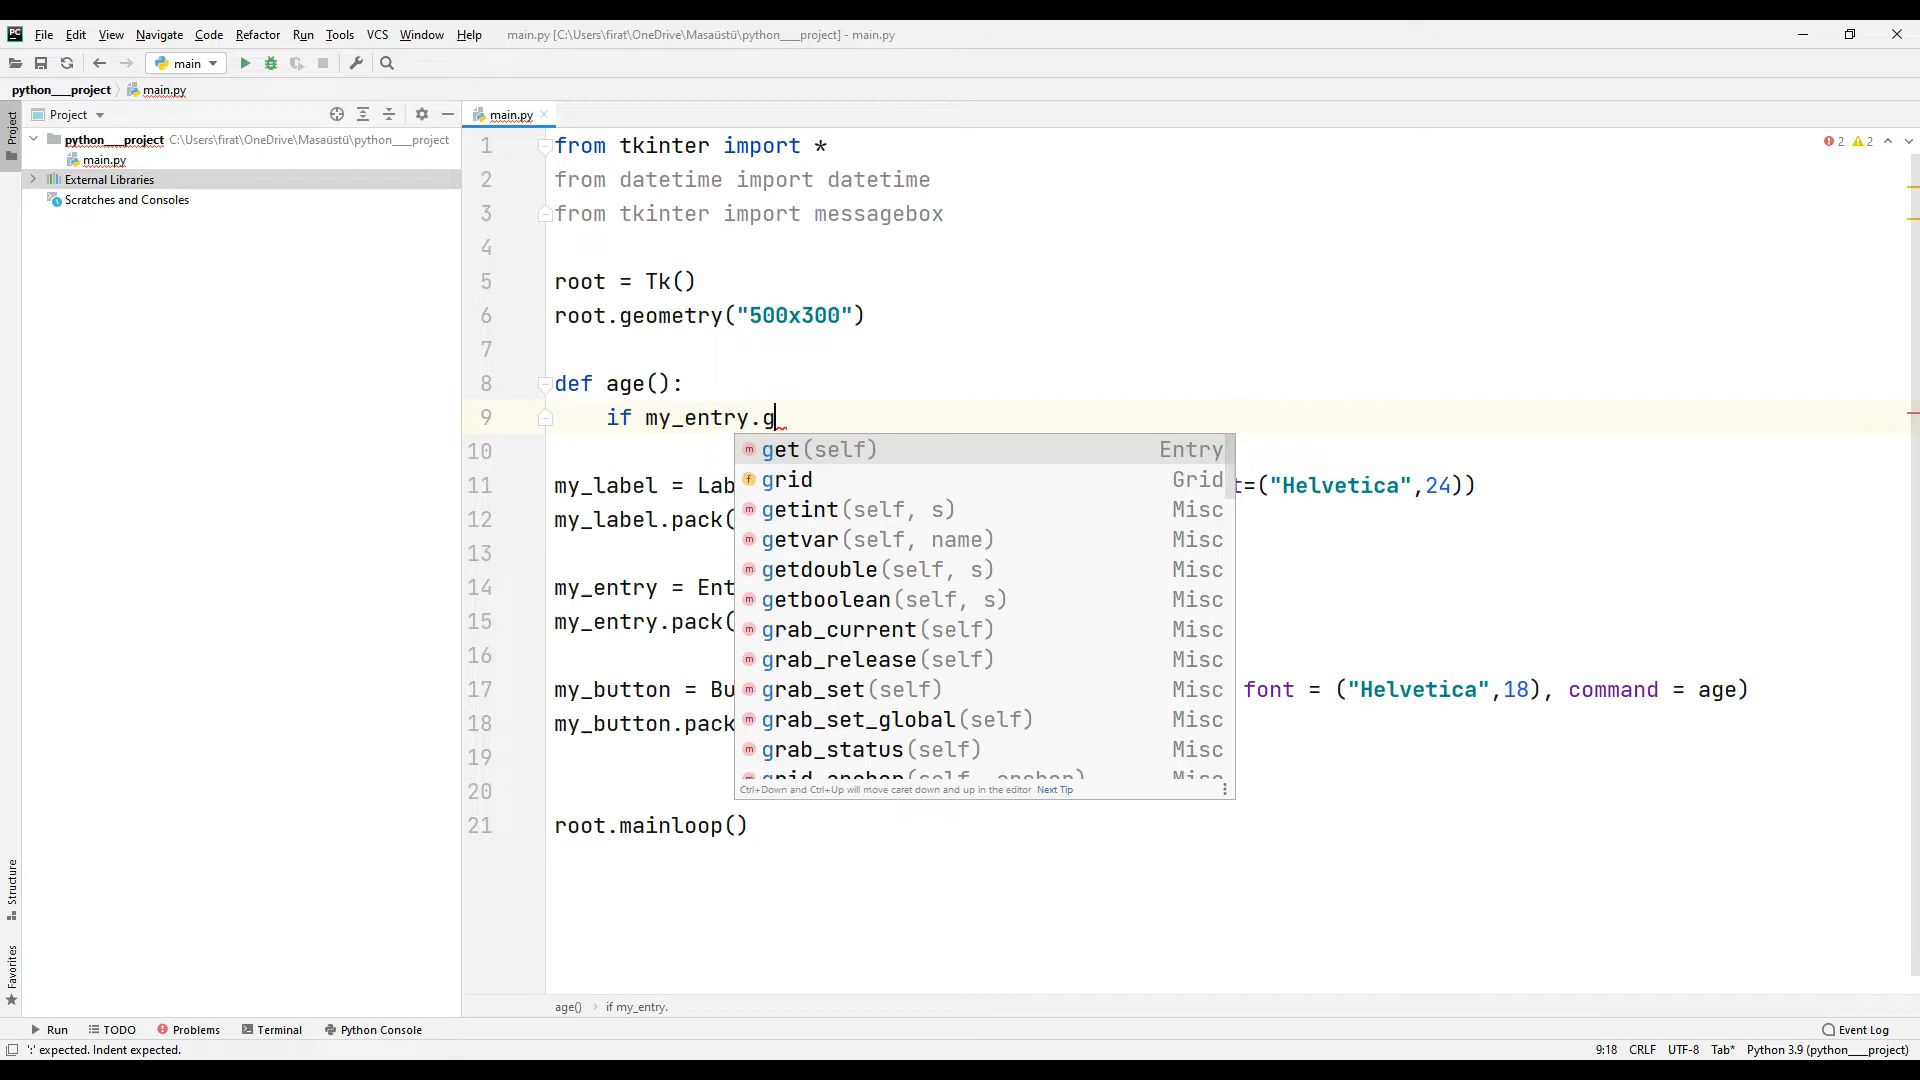 PC File Edit View Navigate Code Refactor Run Tools VCS Window Help main.py [C:\Users\firat\OneDrive\Masaüstü\python___project] - main.py
main
python___project main.py
Project
main.py
Project
python___project C:\Users\firat\OneDrive\Masaüstü\python___project
main.py
External Libraries
Scratches and Consoles
2 2
1 from tkinter import *
2 from datetime import datetime
3 from tkinter import messagebox
4
5 root = Tk()
6 root.geometry("500x300")
7
8 def age():
9 if my_entry.g
10
11 my_label = Lab t=("Helvetica",24))
12 my_label.pack(
13
14 my_entry = Ent
15 my_entry.pack(
16
17 my_button = Bu font = ("Helvetica",18), command = age)
18 my_button.pack
19
20
21 root.mainloop()
m get(self) Entry
f grid Grid
m getint(self, s) Misc
m getvar(self, name) Misc
m getdouble(self, s) Misc
m getboolean(self, s) Misc
m grab_current(self) Misc
m grab_release(self) Misc
m grab_set(self) Misc
m grab_set_global(self) Misc
m grab_status(self) Misc
m grid_anchor(self, anchor) Misc
Ctrl+Down and Ctrl+Up will move caret down and up in the editor Next Tip
Structure
Favorites
age() if my_entry.
Run TODO Problems Terminal Python Console Event Log
':' expected. Indent expected. 9:18 CRLF UTF-8 Tab* Python 3.9 (python___project)